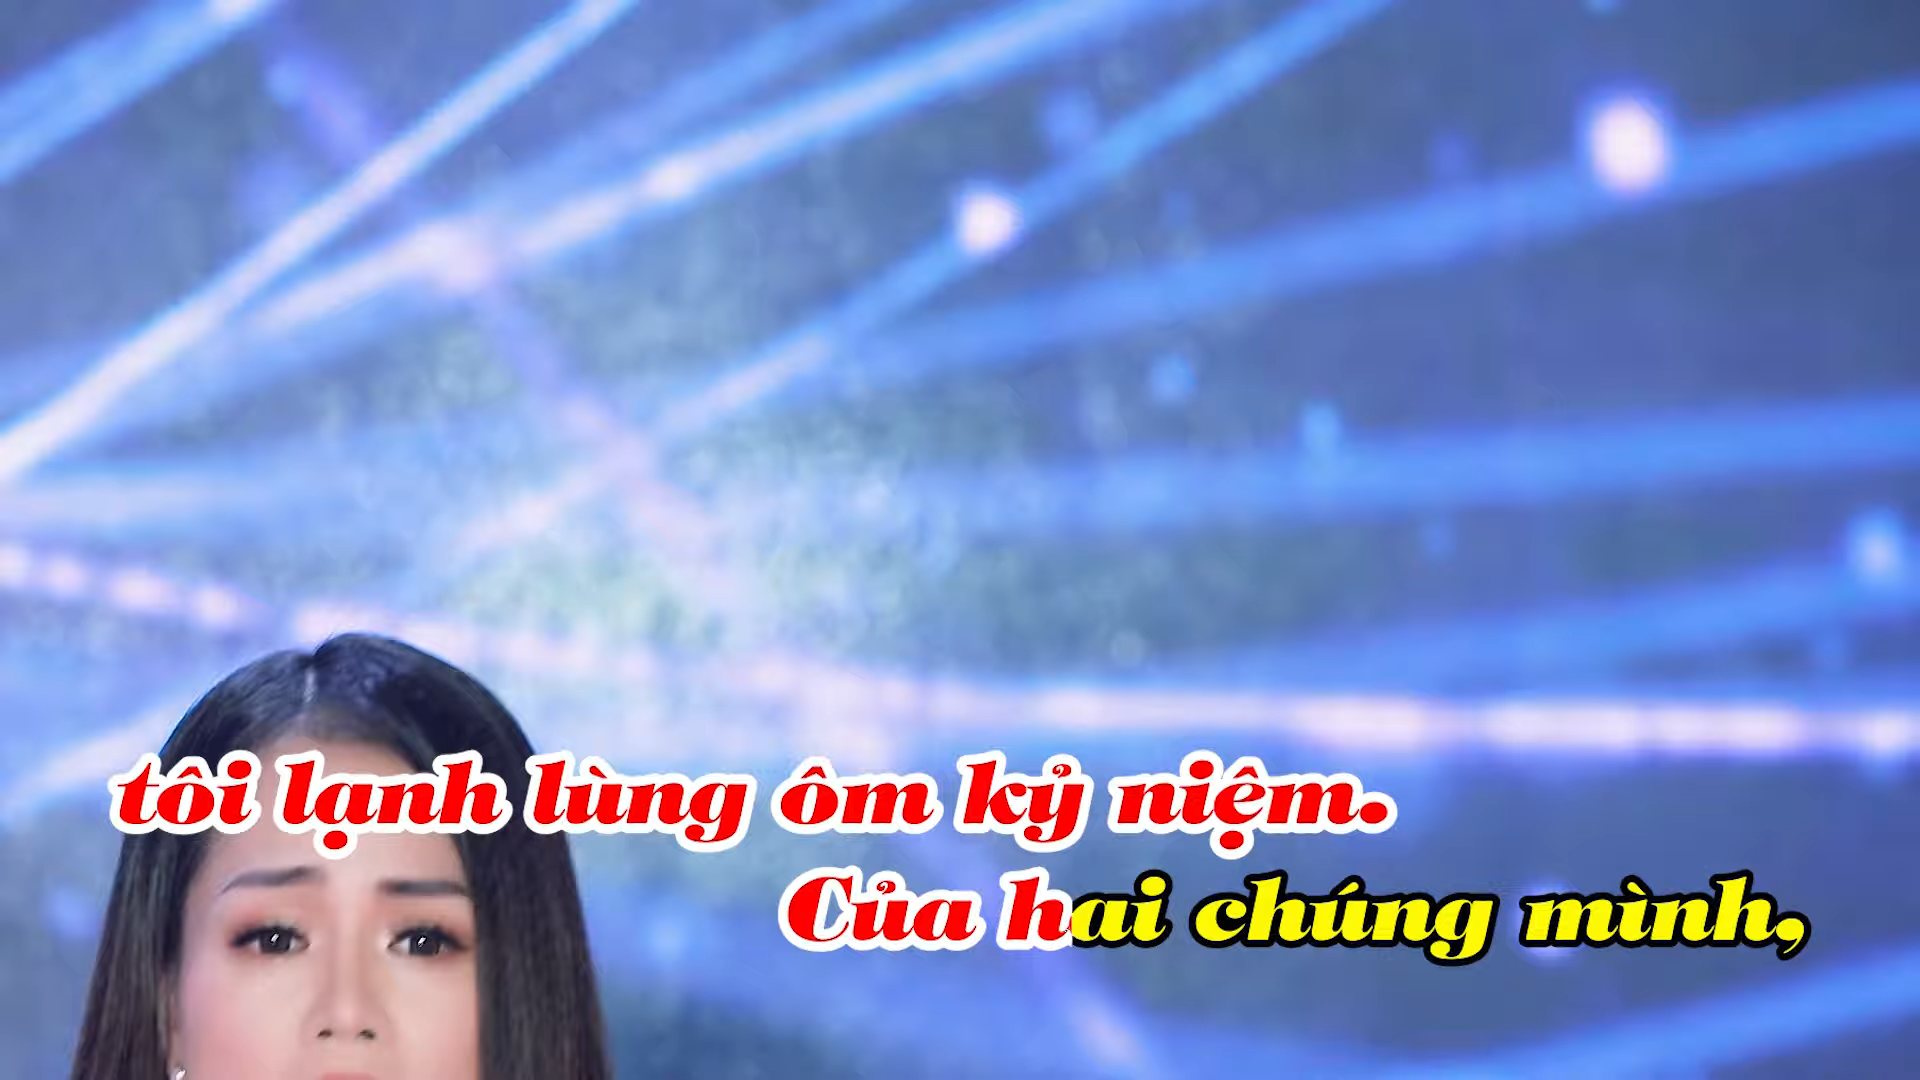 tôi lạnh lùng ôm kỷ niệm.
Của hai chúng mình,